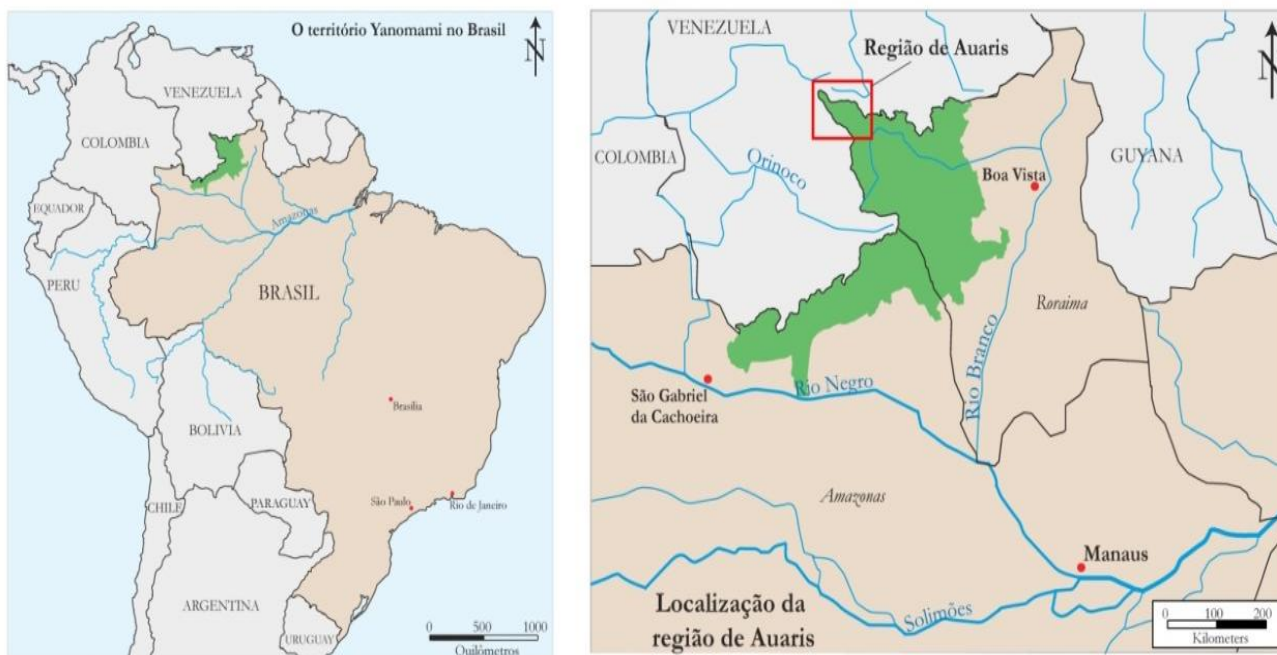 O território Yanomami no Brasil
N
VENEZUELA
COLOMBIA
EQUADOR
Amazonas
PERU
BRASIL
Brasília
BOLIVIA
São Paulo
Rio de Janeiro
PARAGUAY
CHILE
ARGENTINA
URUGUAY
0 500 1000
Quilómetros
VENEZUELA
Região de Auaris
N
COLOMBIA
Orinoco
GUYANA
Boa Vista
Roraima
Rio Branco
São Gabriel
da Cachoeira
Rio Negro
Amazonas
Manaus
Localização da
região de Auaris
Solimões
0 100 200
Kilometers